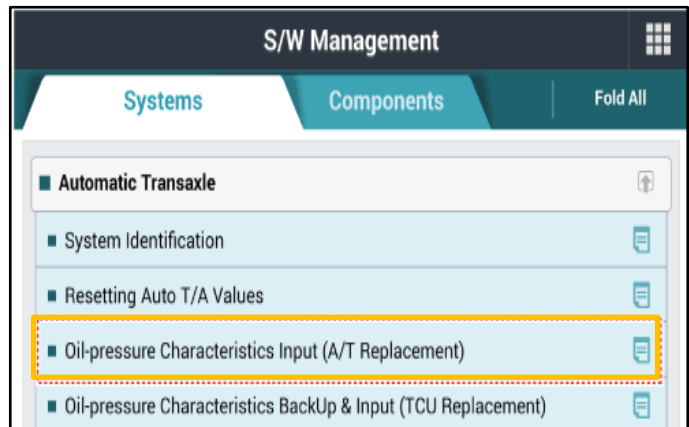 S/W Management
Systems Components Fold All
Automatic Transaxle
System Identification
Resetting Auto T/A Values
Oil-pressure Characteristics Input (A/T Replacement)
Oil-pressure Characteristics BackUp & Input (TCU Replacement)